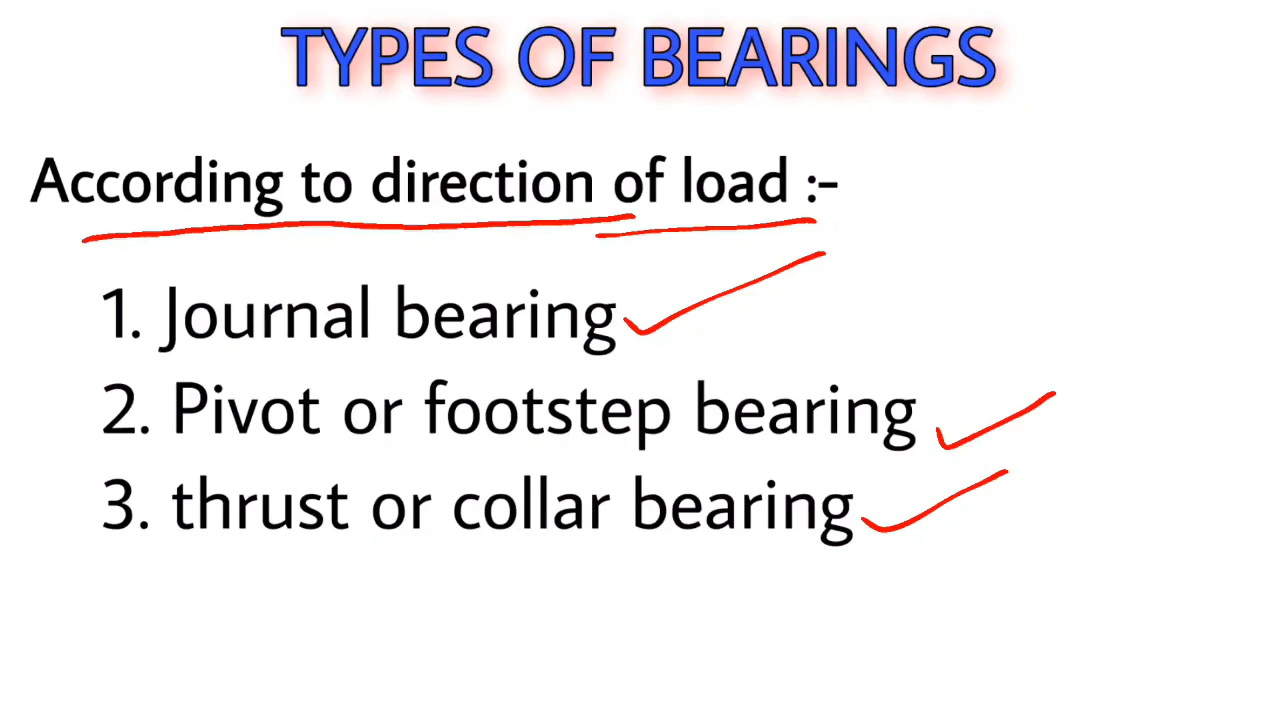 TYPES OF BEARINGS
According to direction of load :-
1. Journal bearing
2. Pivot or footstep bearing
3. thrust or collar bearing